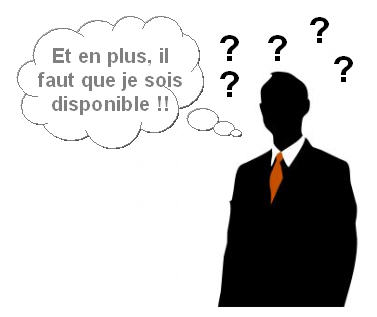 Et en plus, il
faut que je sois
disponible !!
? ? ? ? ?